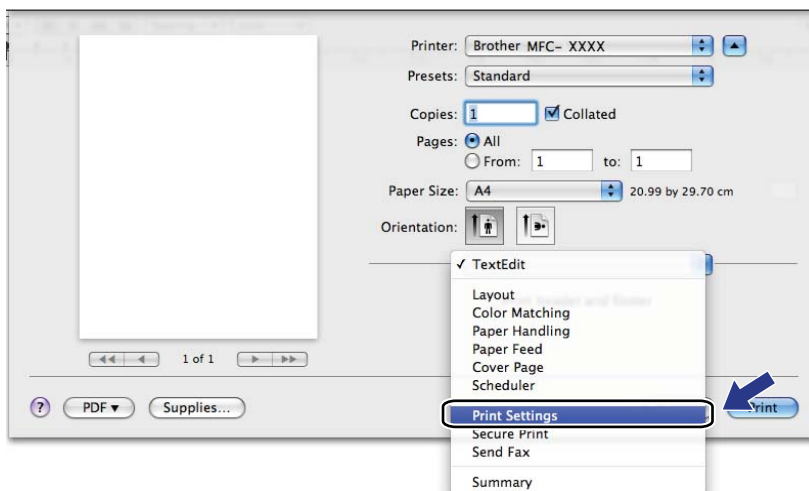 Printer: Brother MFC- XXXX
Presets: Standard
Copies: 1 Collated
Pages: All
From: 1 to: 1
Paper Size: A4 20.99 by 29.70 cm
Orientation:
✓ TextEdit
Layout
Color Matching
Paper Handling
Paper Feed
Cover Page
Scheduler
Print Settings
Secure Print
Send Fax
Summary
1 of 1
? PDF▼ Supplies... Print